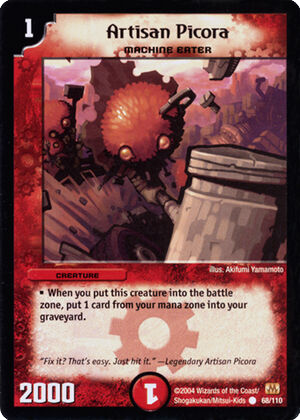 1
Artisan Picora
MACHINE EATER
illus. Akifumi Yamamoto
CREATURE
▪ When you put this creature into the battle
zone, put 1 card from your mana zone into your
graveyard.
"Fix it? That's easy. Just hit it." —Legendary Artisan Picora
2000
1
©2004 Wizards of the Coast/
Shogakukan/Mitsui-Kids ● 68/110